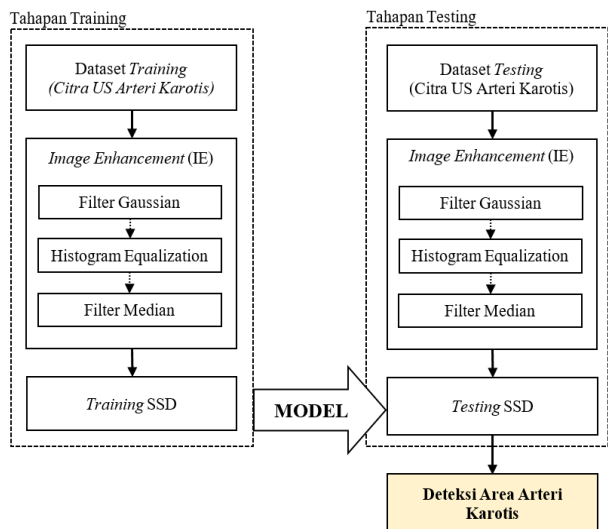 Tahapan Training
Dataset Training
(Citra US Arteri Karotis)
Image Enhancement (IE)
Filter Gaussian
Histogram Equalization
Filter Median
Training SSD
MODEL
Tahapan Testing
Dataset Testing
(Citra US Arteri Karotis)
Image Enhancement (IE)
Filter Gaussian
Histogram Equalization
Filter Median
Testing SSD
Deteksi Area Arteri
Karotis